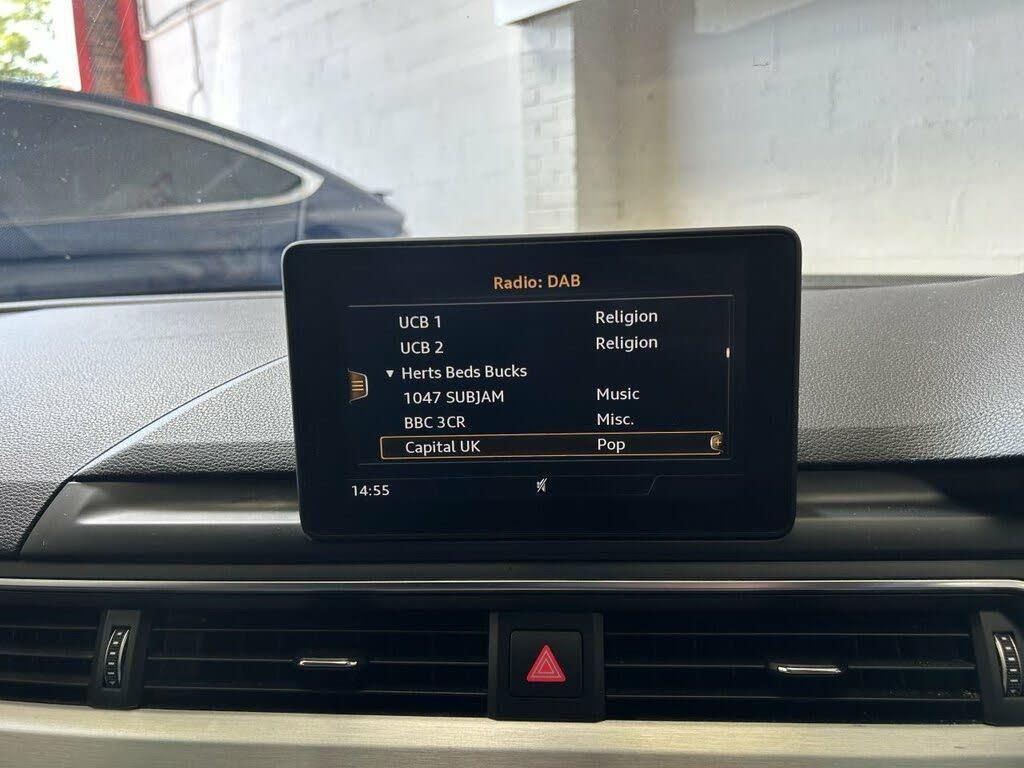 Radio: DAB
UCB 1 Religion
UCB 2 Religion
Herts Beds Bucks
1047 SUBJAM Music
BBC 3CR Misc.
Capital UK Pop
14:55